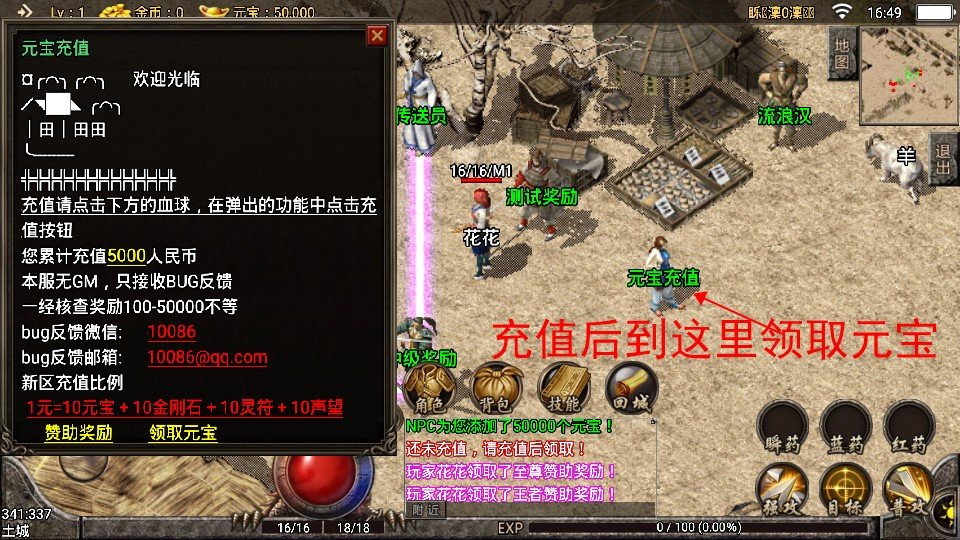 Lv : 1 金币 : 0 元宝 : 50,000
16:49
元宝充值
欢迎光临
田 田田
充值请点击下方的血球，在弹出的功能中点击充
值按钮
您累计充值5000人民币
本服无GM，只接收BUG反馈
一经核查奖励100-50000不等
bug反馈微信: 10086
bug反馈邮箱: 10086@qq.com
新区充值比例
1元=10元宝＋10金刚石＋10灵符＋10声望
赞助奖励 领取元宝
传送员
流浪汉
地图
羊
退出
16/16/M1
测试奖励
花花
元宝充值
充值后到这里领取元宝
级奖励
角色 背包 技能 回城
NPC为您添加了50000个元宝！
还未充值，请充值后领取！
玩家花花领取了至尊赞助奖励！
玩家花花领取了王者赞助奖励！
附近
瞬药 蓝药 红药
强攻 目标 普攻
341:337
土城
16/16 18/18
EXP 0 / 100 (0.00%)